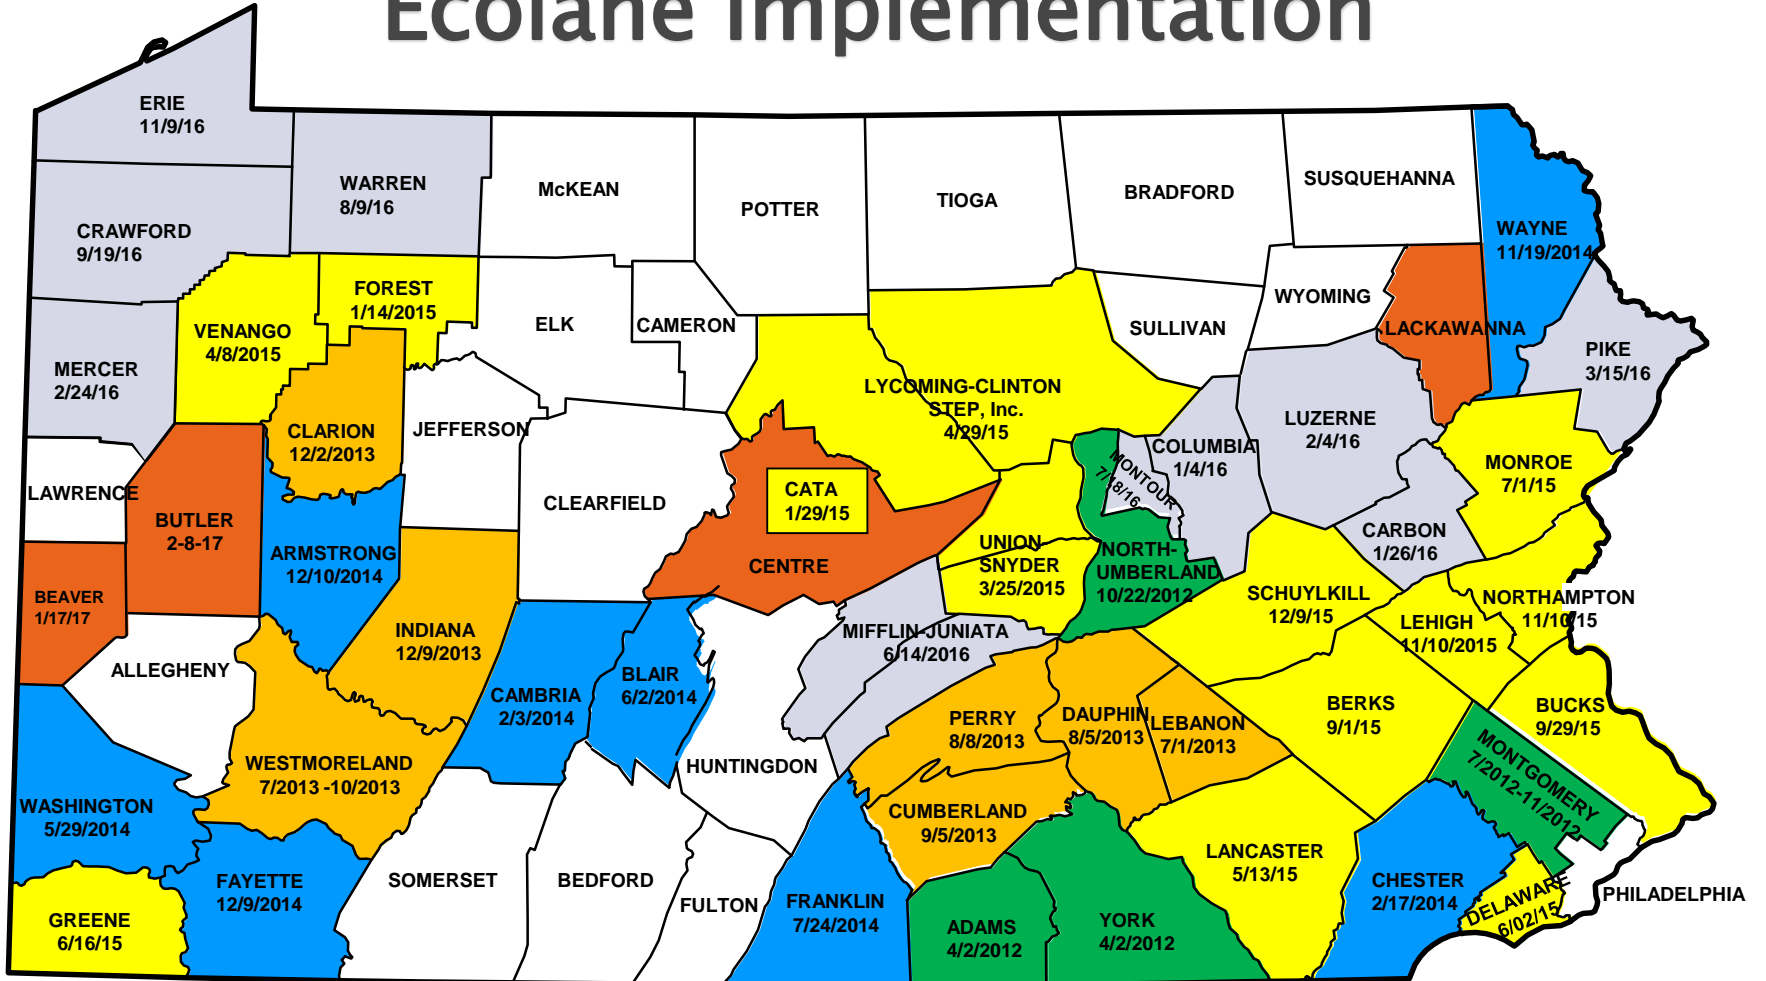 Ecolane Implementation
ERIE
11/9/16
WARREN
8/9/16
McKEAN
POTTER
TIOGA
BRADFORD
SUSQUEHANNA
WAYNE
11/19/2014
CRAWFORD
9/19/16
FOREST
1/14/2015
VENANGO
4/8/2015
ELK
CAMERON
SULLIVAN
WYOMING
LACKAWANNA
PIKE
3/15/16
MERCER
2/24/16
CLARION
12/2/2013
JEFFERSON
LYCOMING-CLINTON
STEP, Inc.
4/29/15
COLUMBIA
1/4/16
MONTOUR
7/18/16
LUZERNE
2/4/16
MONROE
7/1/15
LAWRENCE
BUTLER
2-8-17
CLEARFIELD
CATA
1/29/15
CENTRE
ARMSTRONG
12/10/2014
UNION
SNYDER
3/25/2015
NORTH-
UMBERLAND
10/22/2012
CARBON
1/26/16
SCHUYLKILL
12/9/15
NORTHAMPTON
11/10/15
LEHIGH
11/10/2015
BEAVER
1/17/17
ALLEGHENY
INDIANA
12/9/2013
CAMBRIA
2/3/2014
BLAIR
6/2/2014
MIFFLIN-JUNIATA
6/14/2016
PERRY
8/8/2013
DAUPHIN
8/5/2013
LEBANON
7/1/2013
BERKS
9/1/15
BUCKS
9/29/15
MONTGOMERY
7/2012-11/2012
WESTMORELAND
7/2013 -10/2013
HUNTINGDON
CUMBERLAND
9/5/2013
WASHINGTON
5/29/2014
LANCASTER
5/13/15
CHESTER
2/17/2014
DELAWARE
6/02/15
PHILADELPHIA
GREENE
6/16/15
FAYETTE
12/9/2014
SOMERSET
BEDFORD
FULTON
FRANKLIN
7/24/2014
ADAMS
4/2/2012
YORK
4/2/2012